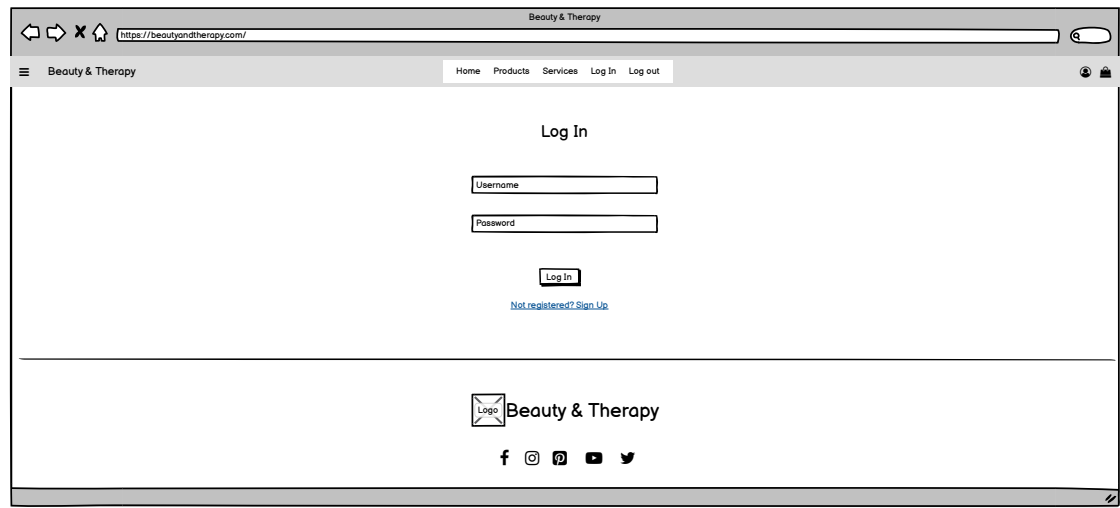 Beauty & Therapy
https://beautyandtherapy.com/
Beauty & Therapy Home Products Services Log In Log out
Log In
Username
Password
Log In
Not registered? Sign Up
Logo Beauty & Therapy